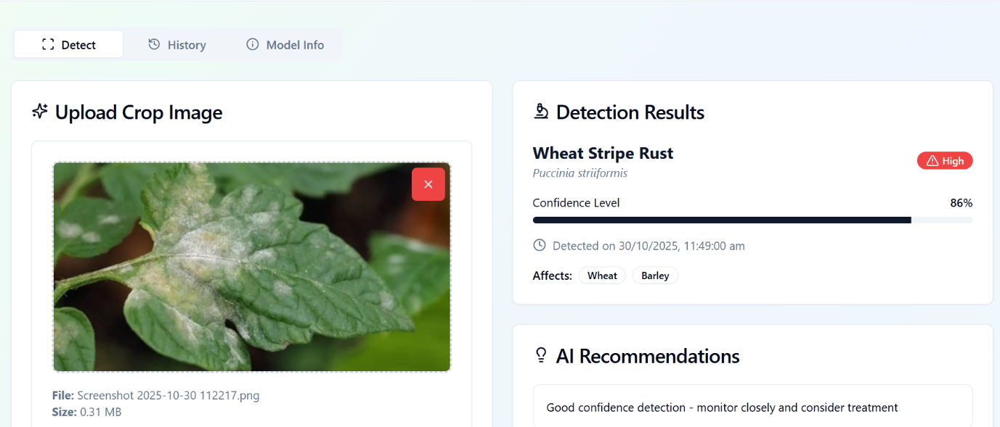 Detect
History
Model Info
Upload Crop Image
File: Screenshot 2025-10-30 112217.png
Size: 0.31 MB
Detection Results
Wheat Stripe Rust
High
Puccinia striiformis
Confidence Level
86%
Detected on 30/10/2025, 11:49:00 am
Affects: Wheat Barley
AI Recommendations
Good confidence detection - monitor closely and consider treatment